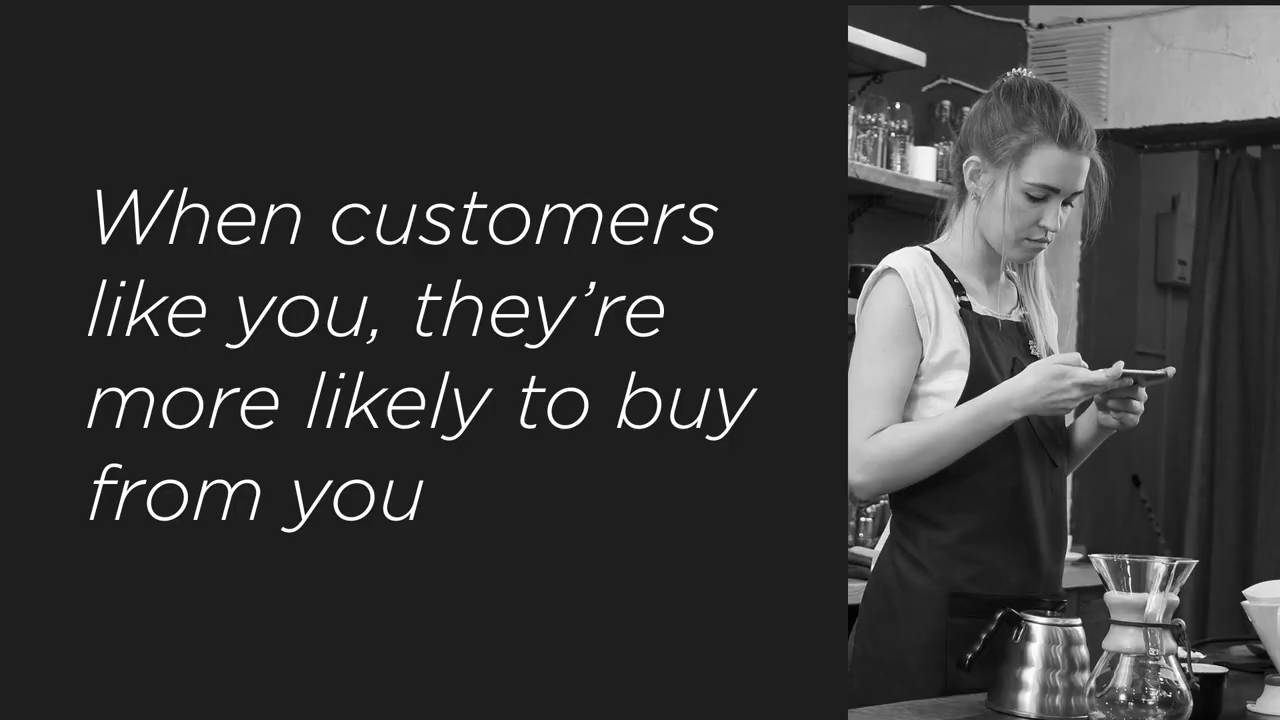 When customers
like you, they’re
more likely to buy
from you